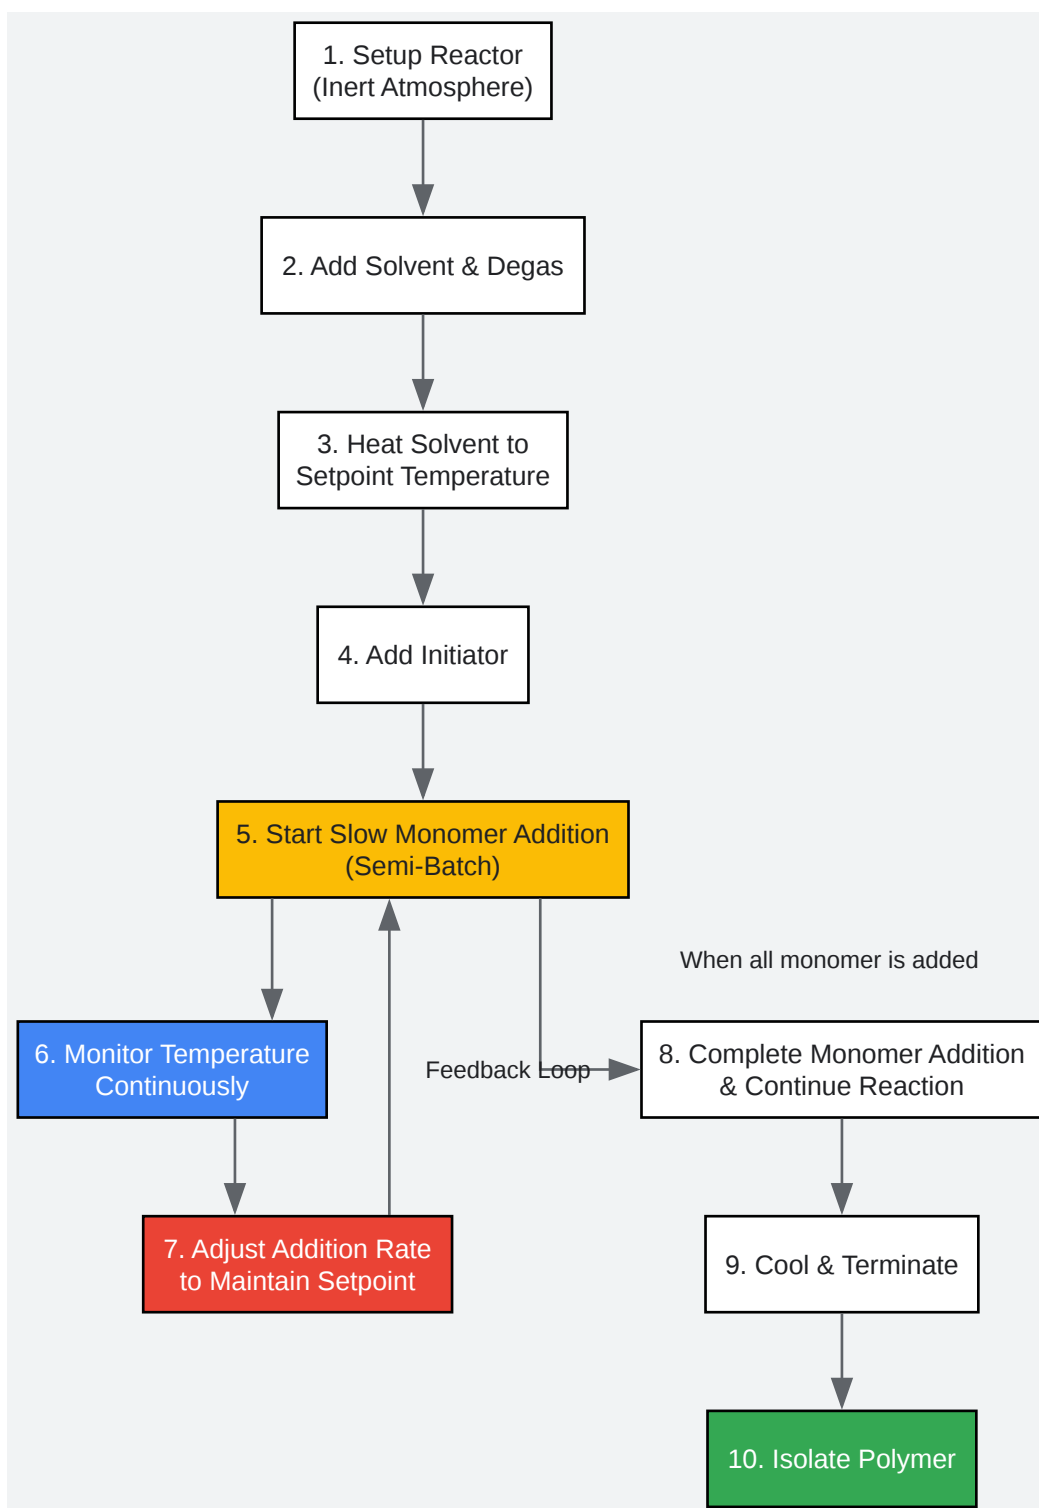 1. Setup Reactor
(Inert Atmosphere)
2. Add Solvent & Degas
3. Heat Solvent to
Setpoint Temperature
4. Add Initiator
5. Start Slow Monomer Addition
(Semi-Batch)
When all monomer is added
6. Monitor Temperature
Continuously
Feedback Loop
8. Complete Monomer Addition
& Continue Reaction
7. Adjust Addition Rate
to Maintain Setpoint
9. Cool & Terminate
10. Isolate Polymer